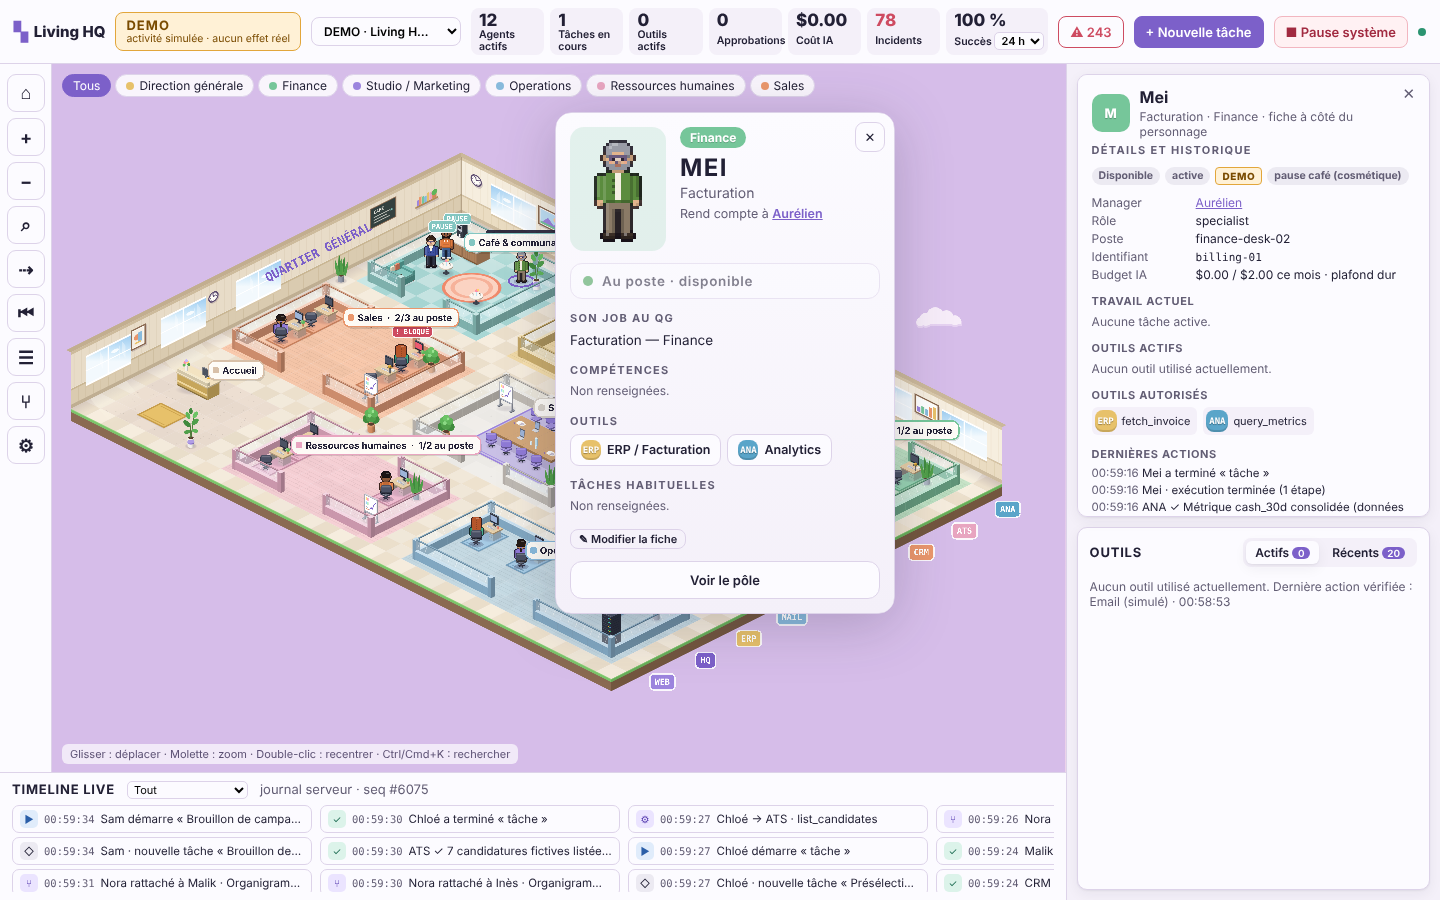 Living HQ
DEMO
activité simulée · aucun effet réel
DEMO · Living H...
12
Agents actifs
1
Tâches en cours
0
Outils actifs
0
Approbations
$0.00
Coût IA
78
Incidents
100 %
Succès 24 h
243
+ Nouvelle tâche
Pause système
Tous
Direction générale
Finance
Studio / Marketing
Operations
Ressources humaines
Sales
QUARTIER GÉNÉRAL
CAFÉ
PAUSE
PAUSE
Café & communa
Sales · 2/3 au poste
! BLOQUÉ
Accueil
S
Ressources humaines · 1/2 au poste
Ope
1/2 au poste
ANA
ATS
CRM
MAIL
ERP
HQ
WEB
Finance
MEI
Facturation
Rend compte à Aurélien
Au poste · disponible
SON JOB AU QG
Facturation — Finance
COMPÉTENCES
Non renseignées.
OUTILS
ERP ERP / Facturation
ANA Analytics
TÂCHES HABITUELLES
Non renseignées.
✎ Modifier la fiche
Voir le pôle
Glisser : déplacer · Molette : zoom · Double-clic : recentrer · Ctrl/Cmd+K : rechercher
M
Mei
Facturation · Finance · fiche à côté du
personnage
DÉTAILS ET HISTORIQUE
Disponible active DEMO pause café (cosmétique)
Manager Aurélien
Rôle specialist
Poste finance-desk-02
Identifiant billing-01
Budget IA $0.00 / $2.00 ce mois · plafond dur
TRAVAIL ACTUEL
Aucune tâche active.
OUTILS ACTIFS
Aucun outil utilisé actuellement.
OUTILS AUTORISÉS
ERP fetch_invoice ANA query_metrics
DERNIÈRES ACTIONS
00:59:16 Mei a terminé « tâche »
00:59:16 Mei · exécution terminée (1 étape)
00:59:16 ANA ✓ Métrique cash_30d consolidée (données
OUTILS
Actifs 0
Récents 20
Aucun outil utilisé actuellement. Dernière action vérifiée :
Email (simulé) · 00:58:53
TIMELINE LIVE
Tout
journal serveur · seq #6075
00:59:34 Sam démarre « Brouillon de campa...
00:59:30 Chloé a terminé « tâche »
00:59:27 Chloé → ATS · list_candidates
00:59:26 Nora
00:59:34 Sam · nouvelle tâche « Brouillon de...
00:59:30 ATS ✓ 7 candidatures fictives listée...
00:59:27 Chloé démarre « tâche »
00:59:24 Malik
00:59:31 Nora rattaché à Malik · Organigram...
00:59:30 Nora rattaché à Inès · Organigram...
00:59:27 Chloé · nouvelle tâche « Présélecti...
00:59:24 CRM